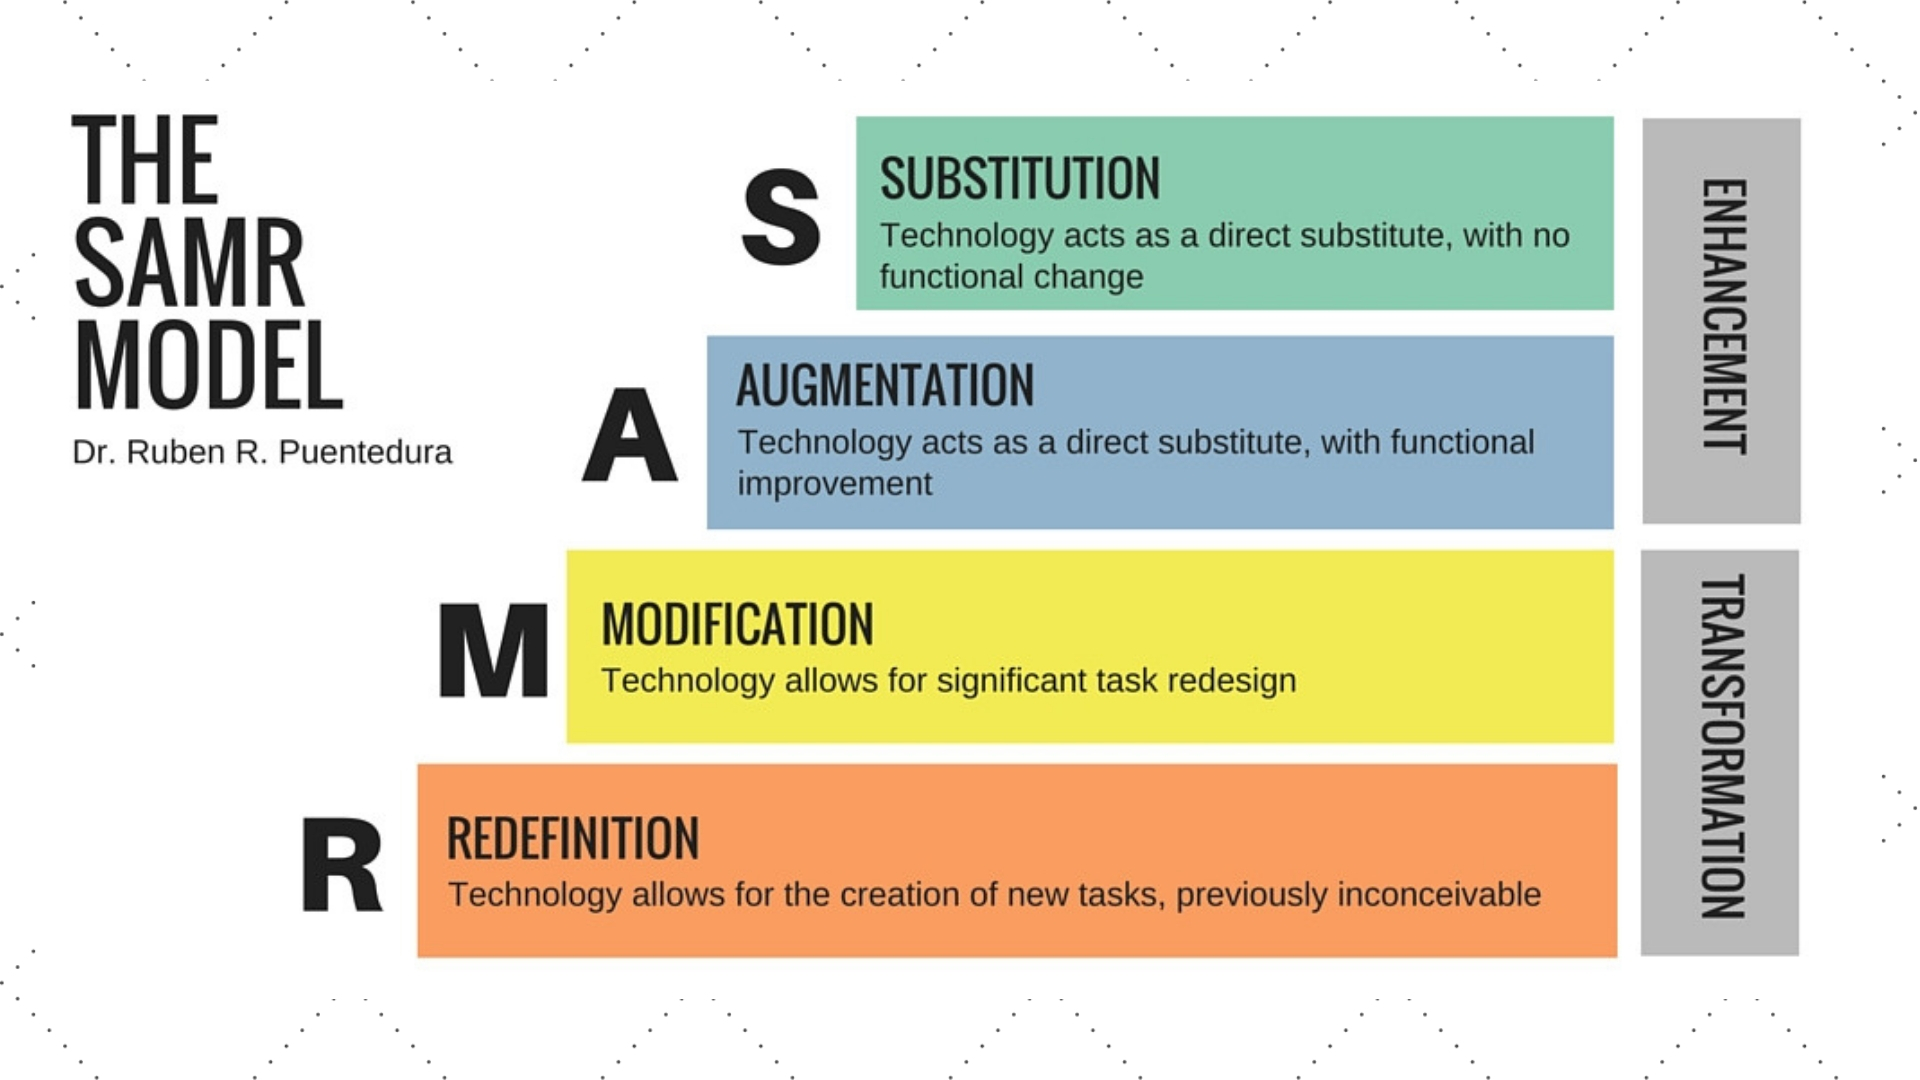 THE
SAMR
MODEL
Dr. Ruben R. Puentedura
S
SUBSTITUTION
Technology acts as a direct substitute, with no
functional change
A
AUGMENTATION
Technology acts as a direct substitute, with functional
improvement
ENHANCEMENT
M
MODIFICATION
Technology allows for significant task redesign
R
REDEFINITION
Technology allows for the creation of new tasks, previously inconceivable
TRANSFORMATION